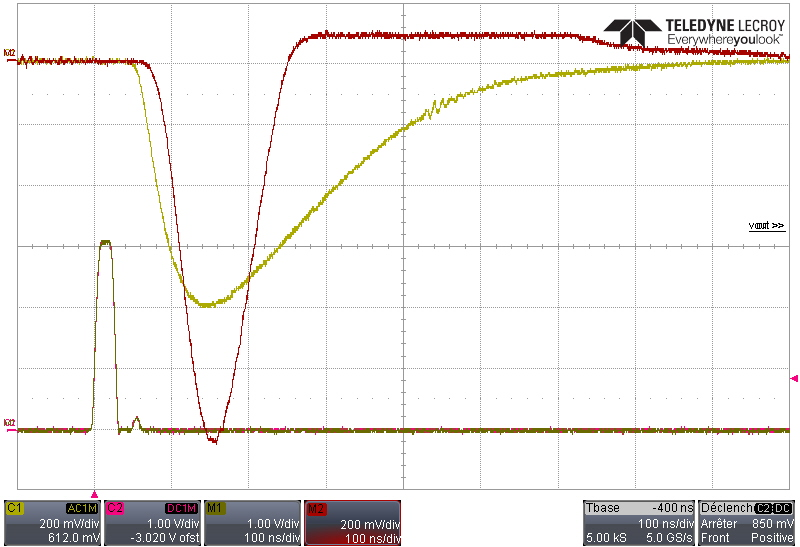 TELEDYNE LECROY
Everywhereyoulook™
M2
vout >>
M2
C1 AC1M
200 mV/div
612.0 mV
C2 DC1M
1.00 V/div
-3.020 V ofst
M1
1.00 V/div
100 ns/div
M2
200 mV/div
100 ns/div
Tbase -400 ns
100 ns/div
5.00 kS 5.0 GS/s
Déclench C2 DC
Arrêter 850 mV
Front Positive